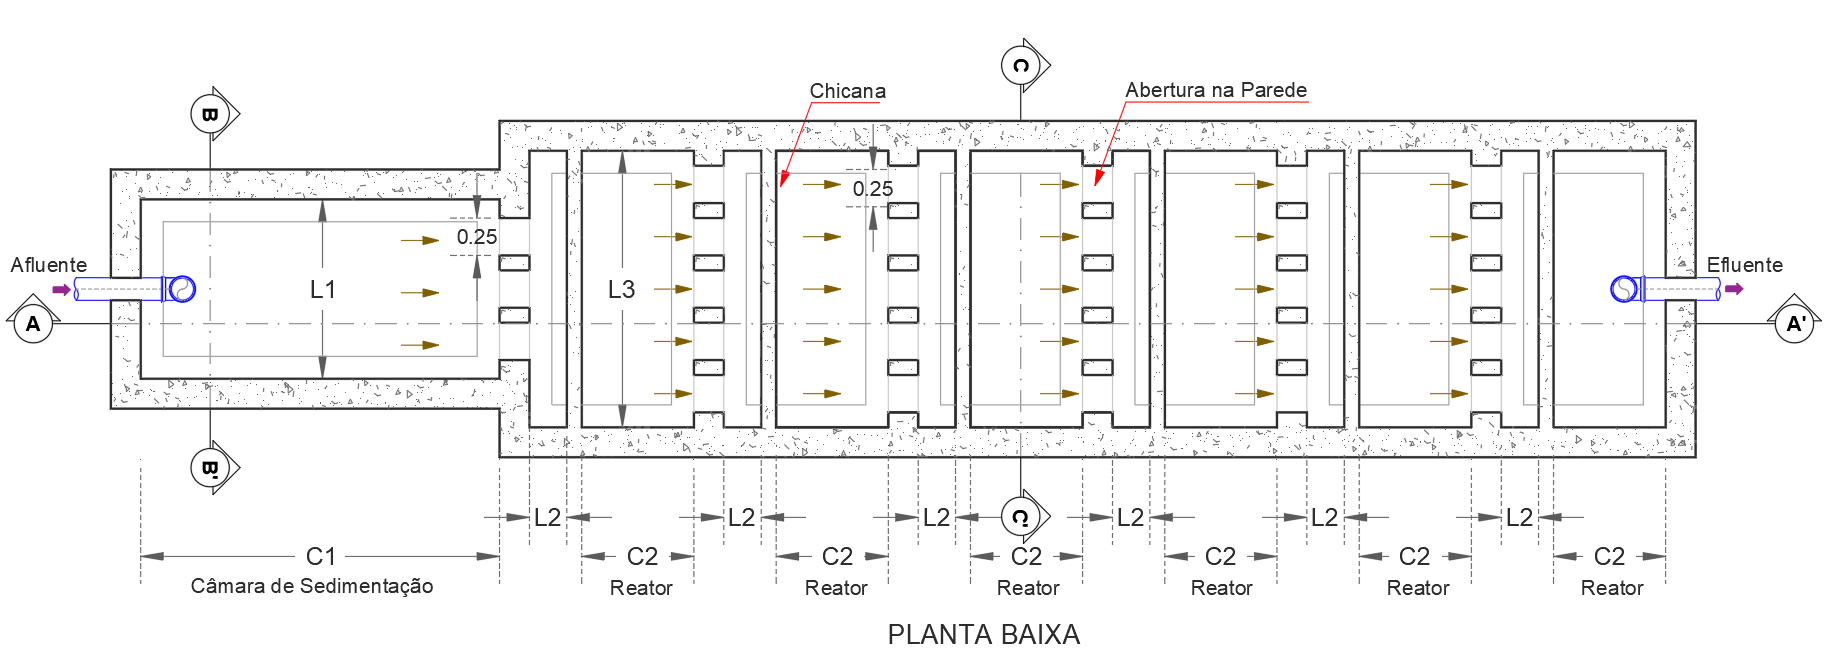 C
Chicana
Abertura na Parede
B
0.25
0.25
Afluente
L1
L3
Efluente
A
A'
B'
L2
L2
L2
C'
L2
L2
L2
C1
C2
C2
C2
C2
C2
C2
Câmara de Sedimentação
Reator
Reator
Reator
Reator
Reator
Reator
PLANTA BAIXA